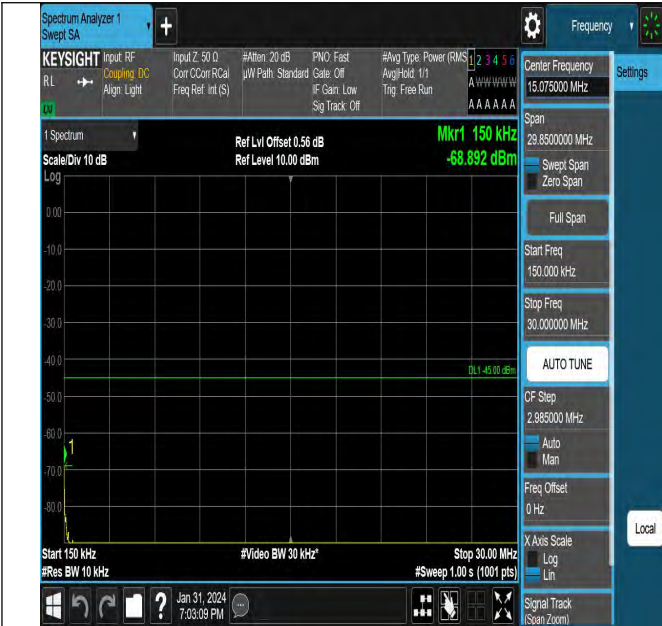 Spectrum Analyzer 1
Swept SA
+
Frequency
KEYSIGHT
RL
Input: RF
Coupling: DC
Align: Light
Input Z: 50 Ω
Corr CCorr RCal
Freq Ref: Int (S)
#Atten: 20 dB
µW Path: Standard
PNO: Fast
Gate: Off
IF Gain: Low
Sig Track: Off
#Avg Type: Power (RMS
Avg|Hold: 1/1
Trig: Free Run
1 2 3 4 5 6
A W W W W W
A A A A A A
1 Spectrum
Scale/Div 10 dB
Ref Lvl Offset 0.56 dB
Ref Level 10.00 dBm
Mkr1 150 kHz
-68.892 dBm
Log
0.00
-10.0
-20.0
-30.0
-40.0
DL1 -45.00 dBm
-50.0
-60.0
1
-70.0
-80.0
Start 150 kHz
#Res BW 10 kHz
#Video BW 30 kHz*
Stop 30.00 MHz
#Sweep 1.00 s (1001 pts)
?
Jan 31, 2024
7:03:09 PM
Center Frequency
15.075000 MHz
Settings
Span
29.8500000 MHz
Swept Span
Zero Span
Full Span
Start Freq
150.000 kHz
Stop Freq
30.000000 MHz
AUTO TUNE
CF Step
2.985000 MHz
Auto
Man
Freq Offset
0 Hz
X Axis Scale
Log
Lin
Local
Signal Track
(Span Zoom)